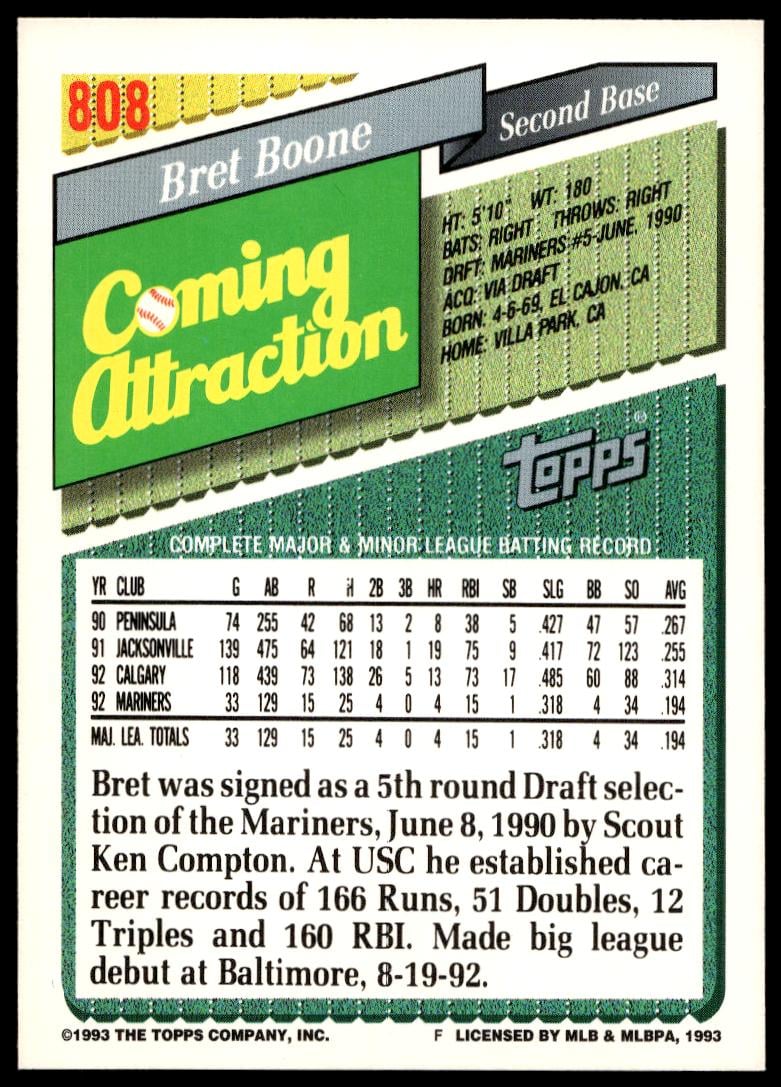 808
Bret Boone
Second Base
Coming
Attraction
HT: 5'10" WT: 180
BATS: RIGHT THROWS: RIGHT
DRFT: MARINERS #5-JUNE, 1990
ACQ: VIA DRAFT
BORN: 4-6-69, EL CAJON, CA
HOME: VILLA PARK, CA
TOPPS®
COMPLETE MAJOR & MINOR LEAGUE BATTING RECORD
YR CLUB G AB R H 2B 3B HR RBI SB SLG BB SO AVG
90 PENINSULA 74 255 42 68 13 2 8 38 5 .427 47 57 .267
91 JACKSONVILLE 139 475 64 121 18 1 19 75 9 .417 72 123 .255
92 CALGARY 118 439 73 138 26 5 13 73 17 .485 60 88 .314
92 MARINERS 33 129 15 25 4 0 4 15 1 .318 4 34 .194
MAJ. LEA. TOTALS 33 129 15 25 4 0 4 15 1 .318 4 34 .194
Bret was signed as a 5th round Draft selec-
tion of the Mariners, June 8, 1990 by Scout
Ken Compton. At USC he established ca-
reer records of 166 Runs, 51 Doubles, 12
Triples and 160 RBI. Made big league
debut at Baltimore, 8-19-92.
©1993 THE TOPPS COMPANY, INC. F LICENSED BY MLB & MLBPA, 1993